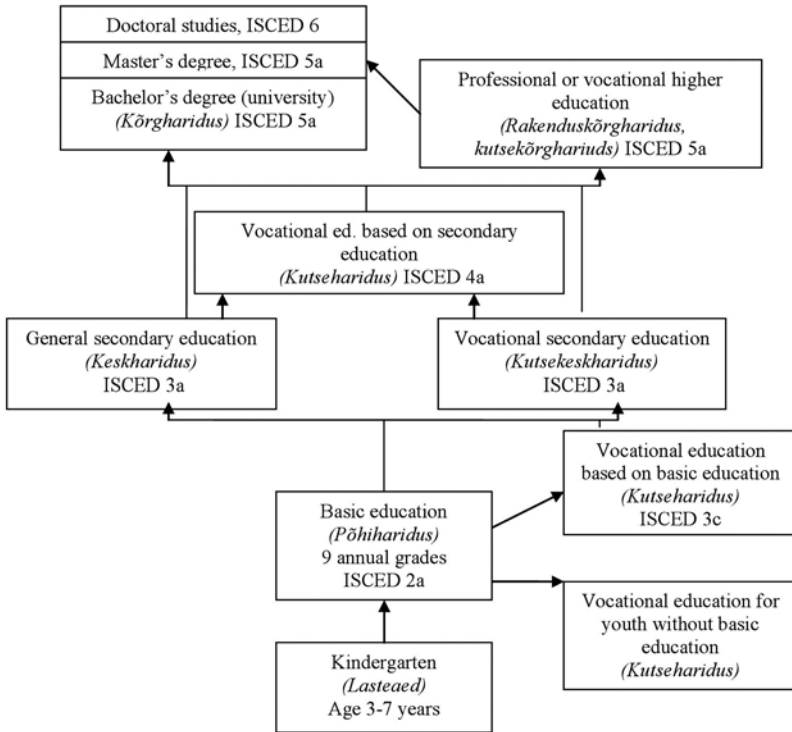 Doctoral studies, ISCED 6
Master's degree, ISCED 5a
Bachelor's degree (university)
(Kõrgharidus) ISCED 5a
Professional or vocational higher
education
(Rakenduskõrgharidus,
kutsekõrghariuds) ISCED 5a
Vocational ed. based on secondary
education
(Kutseharidus) ISCED 4a
General secondary education
(Keskharidus)
ISCED 3a
Vocational secondary education
(Kutsekeskharidus)
ISCED 3a
Vocational education
based on basic education
(Kutseharidus)
ISCED 3c
Basic education
(Põhiharidus)
9 annual grades
ISCED 2a
Vocational education for
youth without basic
education
(Kutseharidus)
Kindergarten
(Lasteaed)
Age 3-7 years